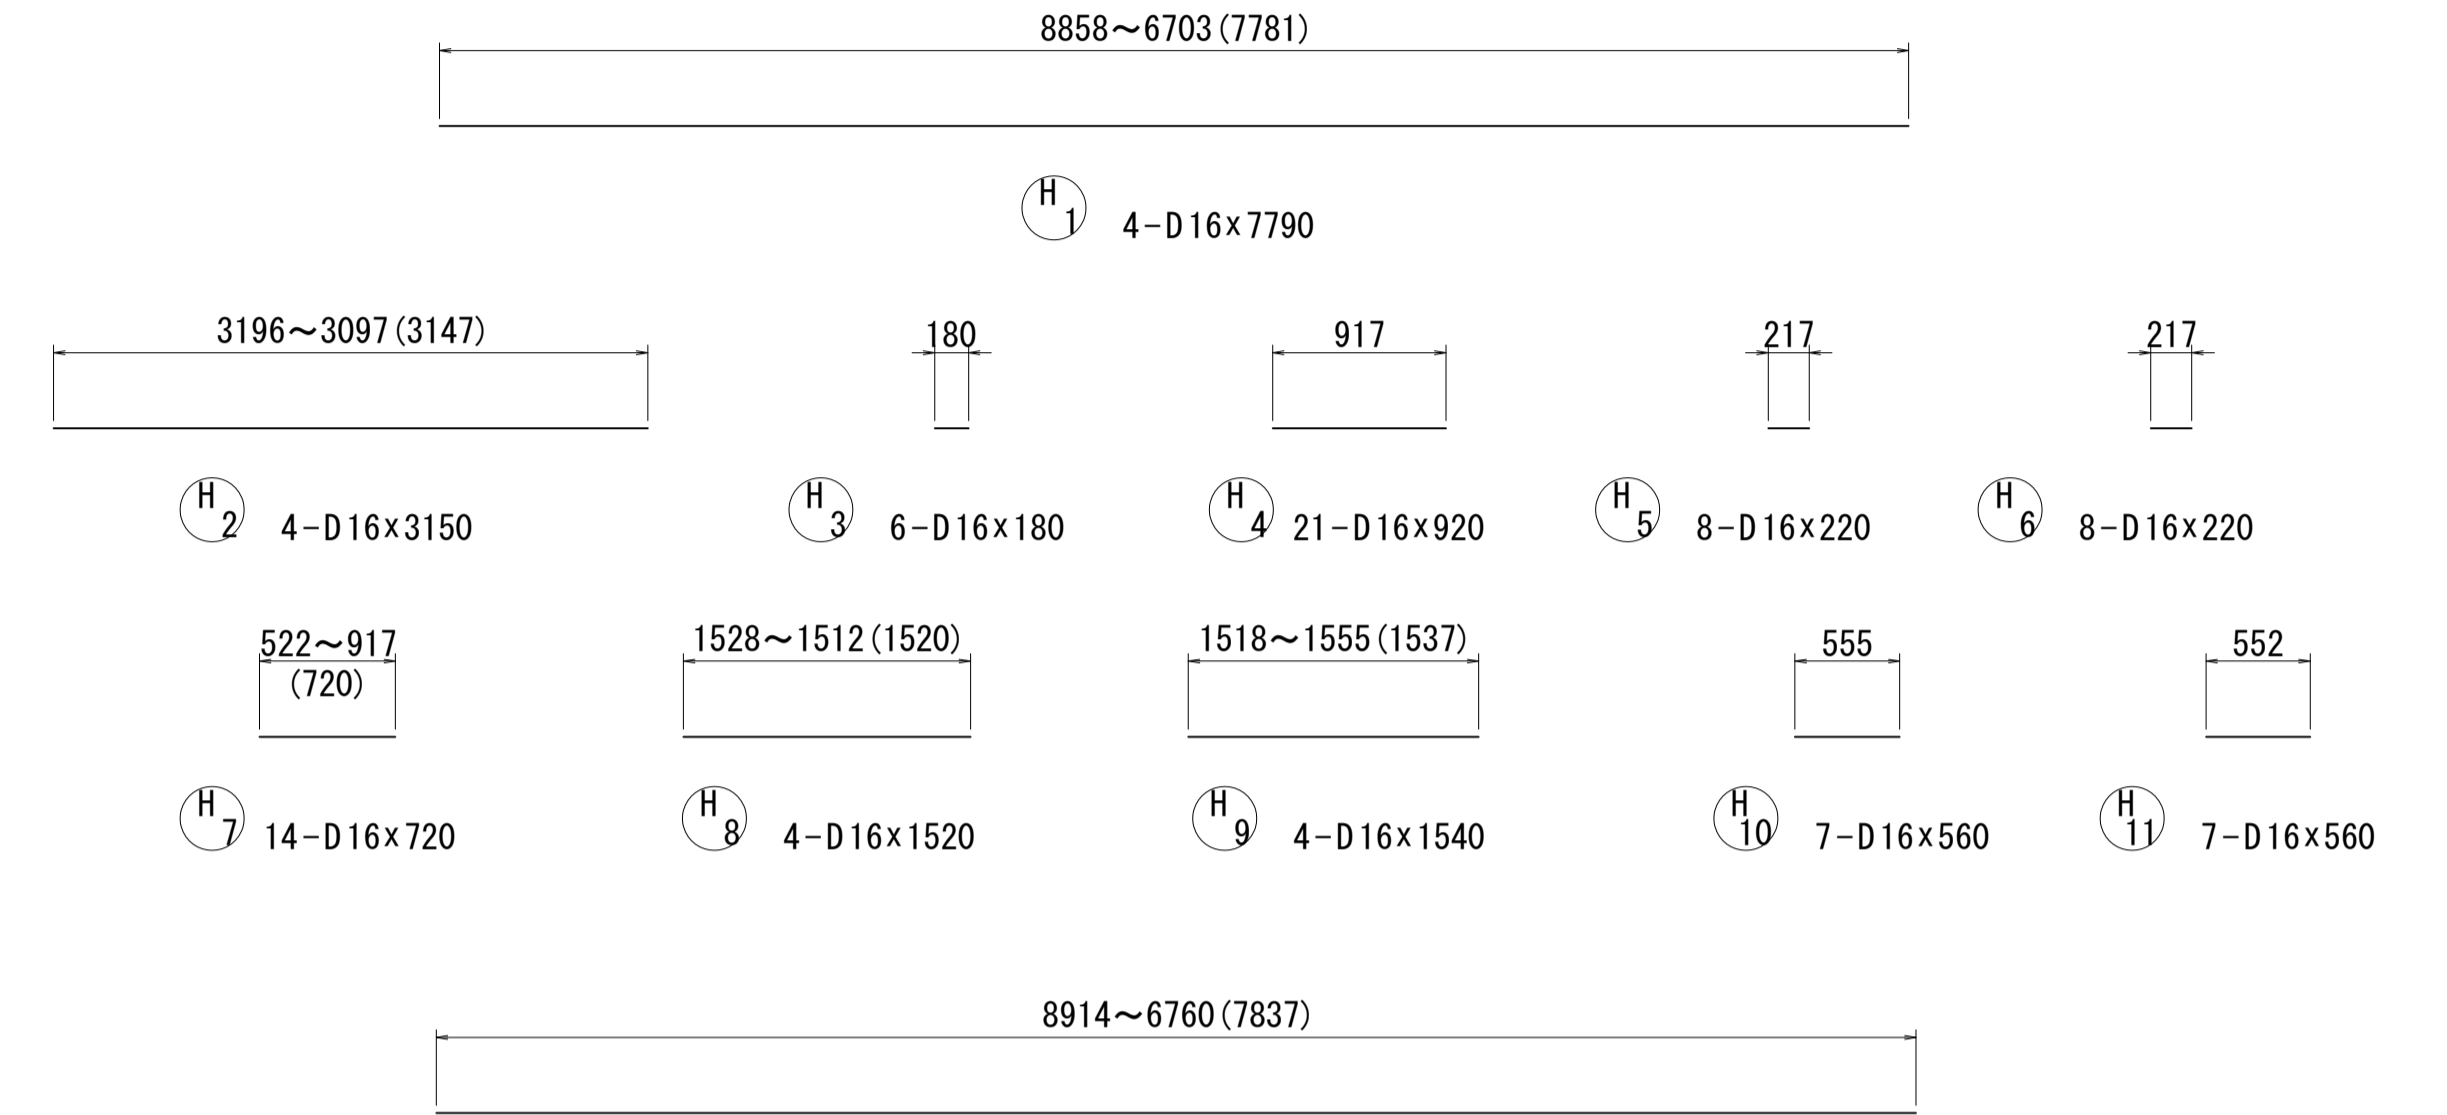 8858～6703(7781)
H1 4-D16×7790
3196～3097(3147)
180
917
217
217
H2 4-D16×3150
H3 6-D16×180
H4 21-D16×920
H5 8-D16×220
H6 8-D16×220
522～917
(720)
1528～1512(1520)
1518～1555(1537)
555
552
H7 14-D16×720
H8 4-D16×1520
H9 4-D16×1540
H10 7-D16×560
H11 7-D16×560
8914～6760(7837)